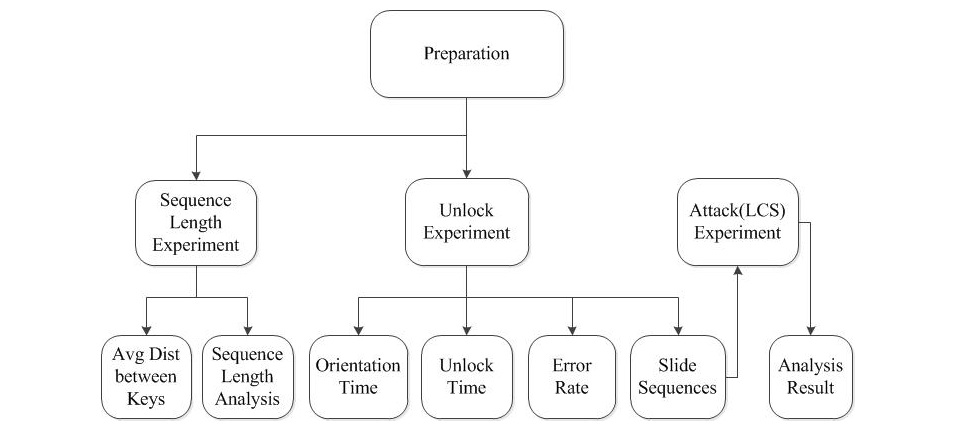 Preparation
Sequence
Length
Experiment
Unlock
Experiment
Attack(LCS)
Experiment
Avg Dist
between
Keys
Sequence
Length
Analysis
Orientation
Time
Unlock
Time
Error
Rate
Slide
Sequences
Analysis
Result